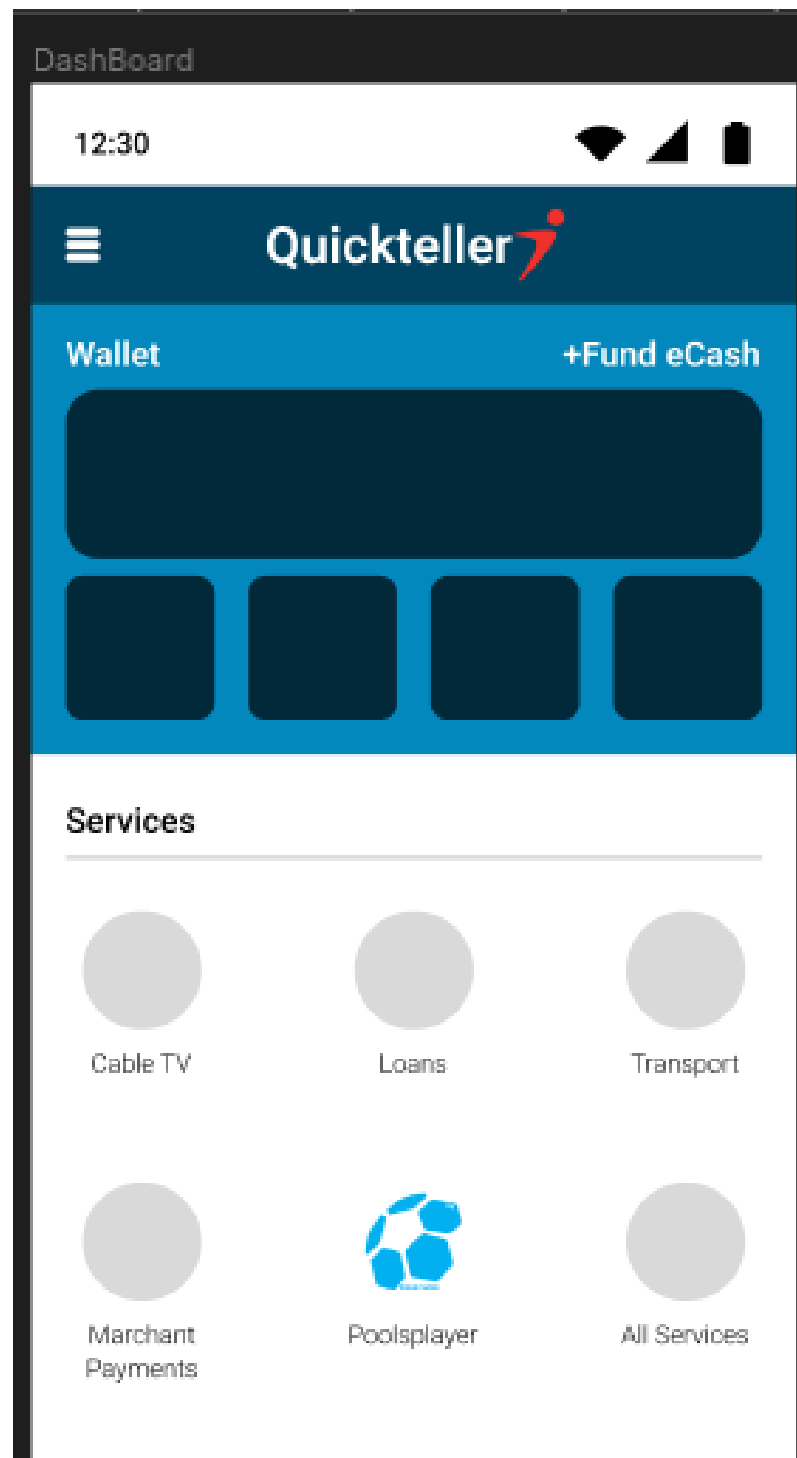 DashBoard
12:30
Quickteller
Wallet +Fund eCash
Services
Cable TV Loans Transport
Marchant Poolsplayer All Services
Payments